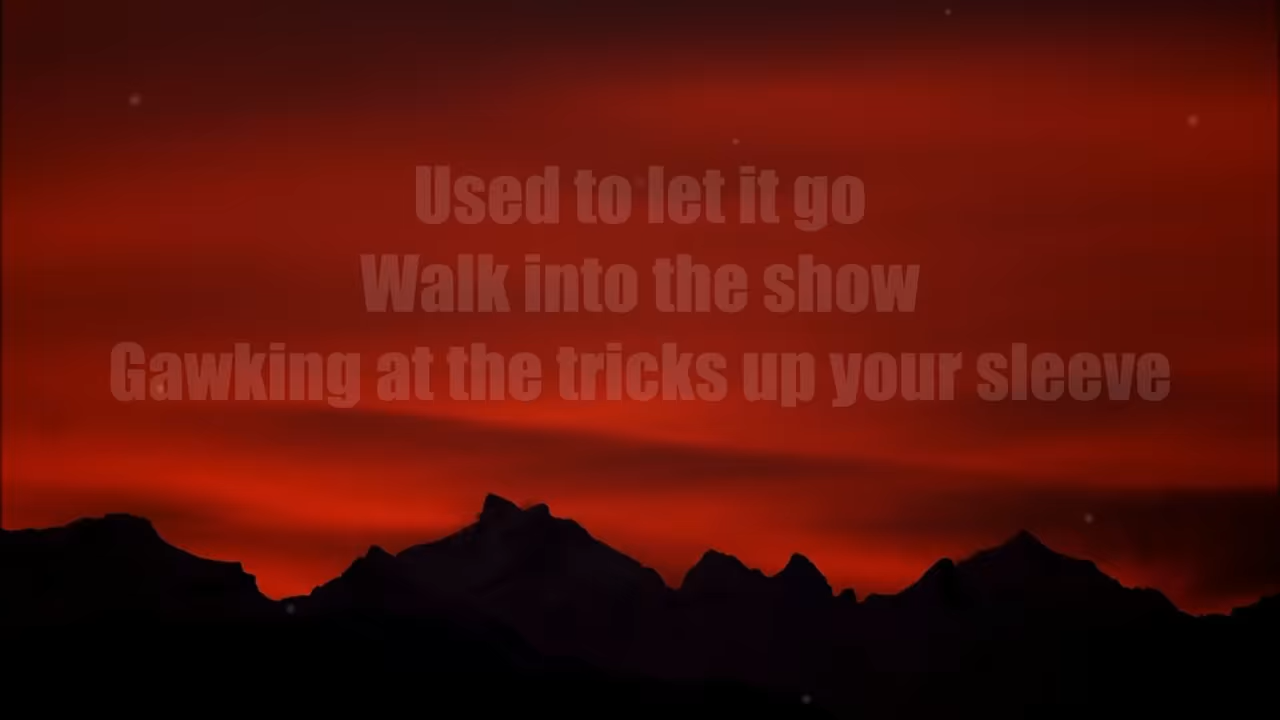 Used to let it go
Walk into the show
Gawking at the tricks up your sleeve